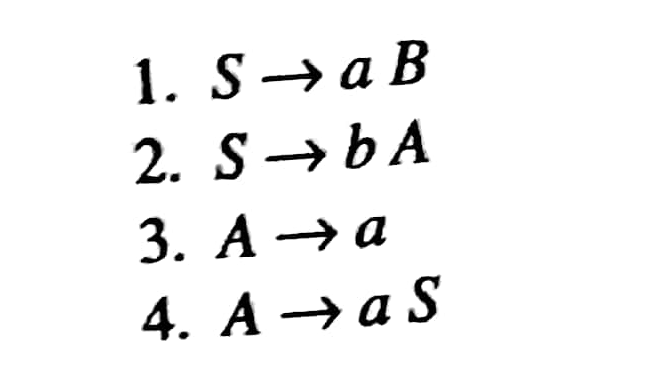 1. S → a B
2. S → b A
3. A → a
4. A → a S